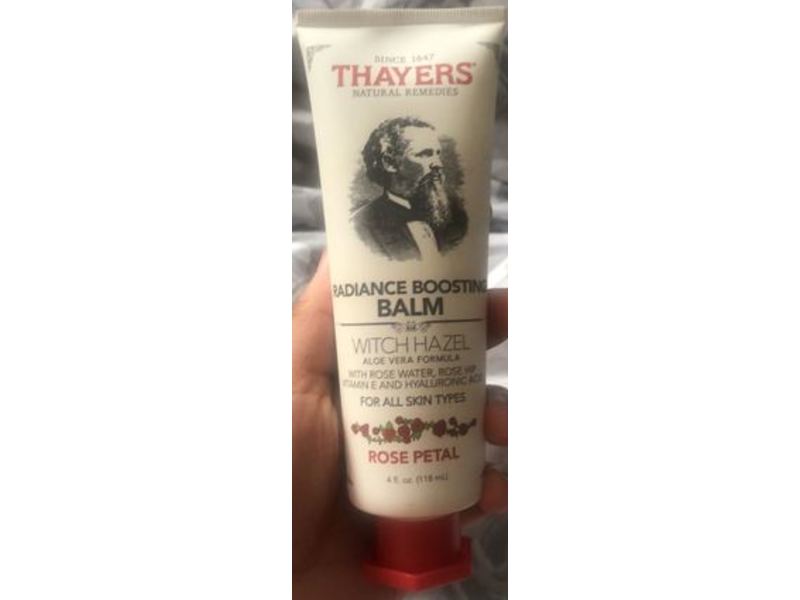 SINCE 1847
THAYERS
NATURAL REMEDIES
RADIANCE BOOSTING
BALM
WITCH HAZEL
ALOE VERA FORMULA
WITH ROSE WATER, ROSE HIP
VITAMIN E AND HYALURONIC ACID
FOR ALL SKIN TYPES
ROSE PETAL
4 fl. oz. (118 mL)